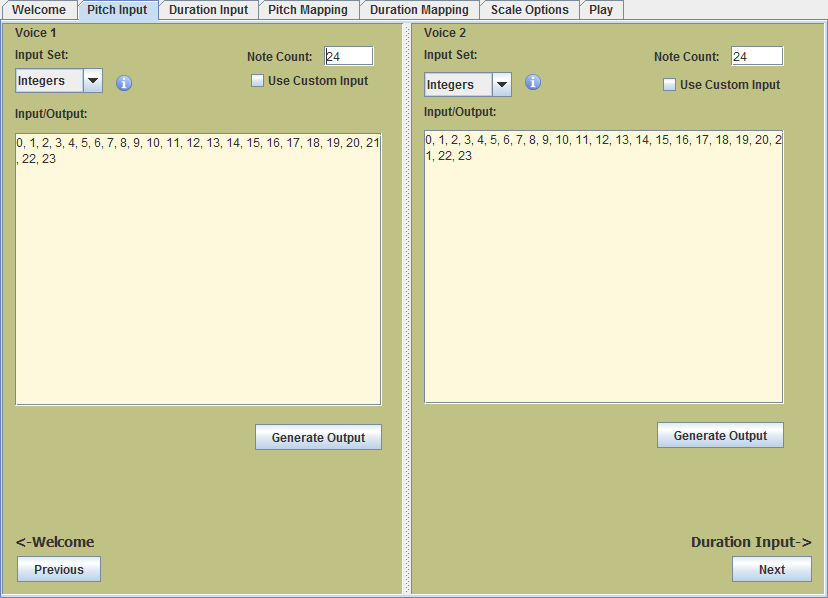 Welcome Pitch Input Duration Input Pitch Mapping Duration Mapping Scale Options Play
Voice 1
Input Set:
Note Count: 24
Integers
Use Custom Input
Input/Output:
0, 1, 2, 3, 4, 5, 6, 7, 8, 9, 10, 11, 12, 13, 14, 15, 16, 17, 18, 19, 20, 21
, 22, 23
Generate Output
<-Welcome
Previous
Voice 2
Input Set:
Note Count: 24
Integers
Use Custom Input
Input/Output:
0, 1, 2, 3, 4, 5, 6, 7, 8, 9, 10, 11, 12, 13, 14, 15, 16, 17, 18, 19, 20, 2
1, 22, 23
Generate Output
Duration Input->
Next